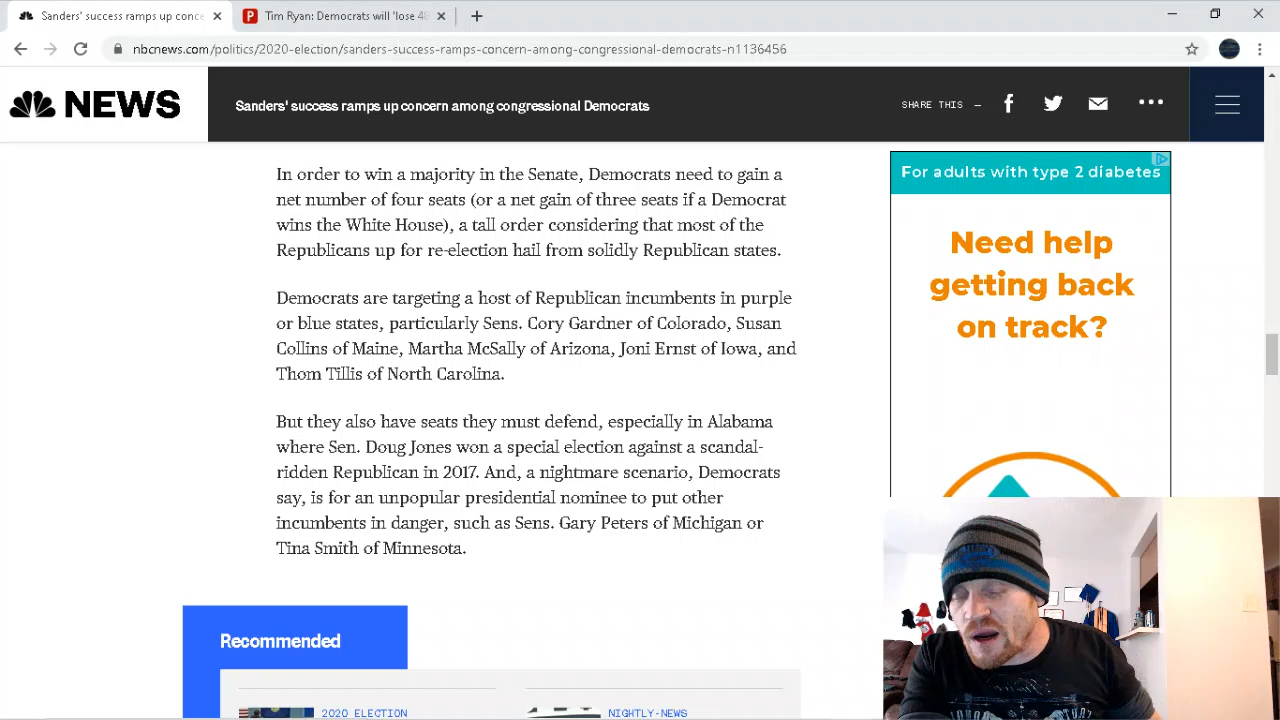 Sanders' success ramps up conce
Tim Ryan: Democrats will 'lose 48
nbcnews.com/politics/2020-election/sanders-success-ramps-concern-among-congressional-democrats-n1136456
NEWS
Sanders' success ramps up concern among congressional Democrats
SHARE THIS —
In order to win a majority in the Senate, Democrats need to gain a
net number of four seats (or a net gain of three seats if a Democrat
wins the White House), a tall order considering that most of the
Republicans up for re-election hail from solidly Republican states.
Democrats are targeting a host of Republican incumbents in purple
or blue states, particularly Sens. Cory Gardner of Colorado, Susan
Collins of Maine, Martha McSally of Arizona, Joni Ernst of Iowa, and
Thom Tillis of North Carolina.
But they also have seats they must defend, especially in Alabama
where Sen. Doug Jones won a special election against a scandal-
ridden Republican in 2017. And, a nightmare scenario, Democrats
say, is for an unpopular presidential nominee to put other
incumbents in danger, such as Sens. Gary Peters of Michigan or
Tina Smith of Minnesota.
Recommended
2020 ELECTION
NIGHTLY-NEWS
For adults with type 2 diabetes
Need help
getting back
on track?